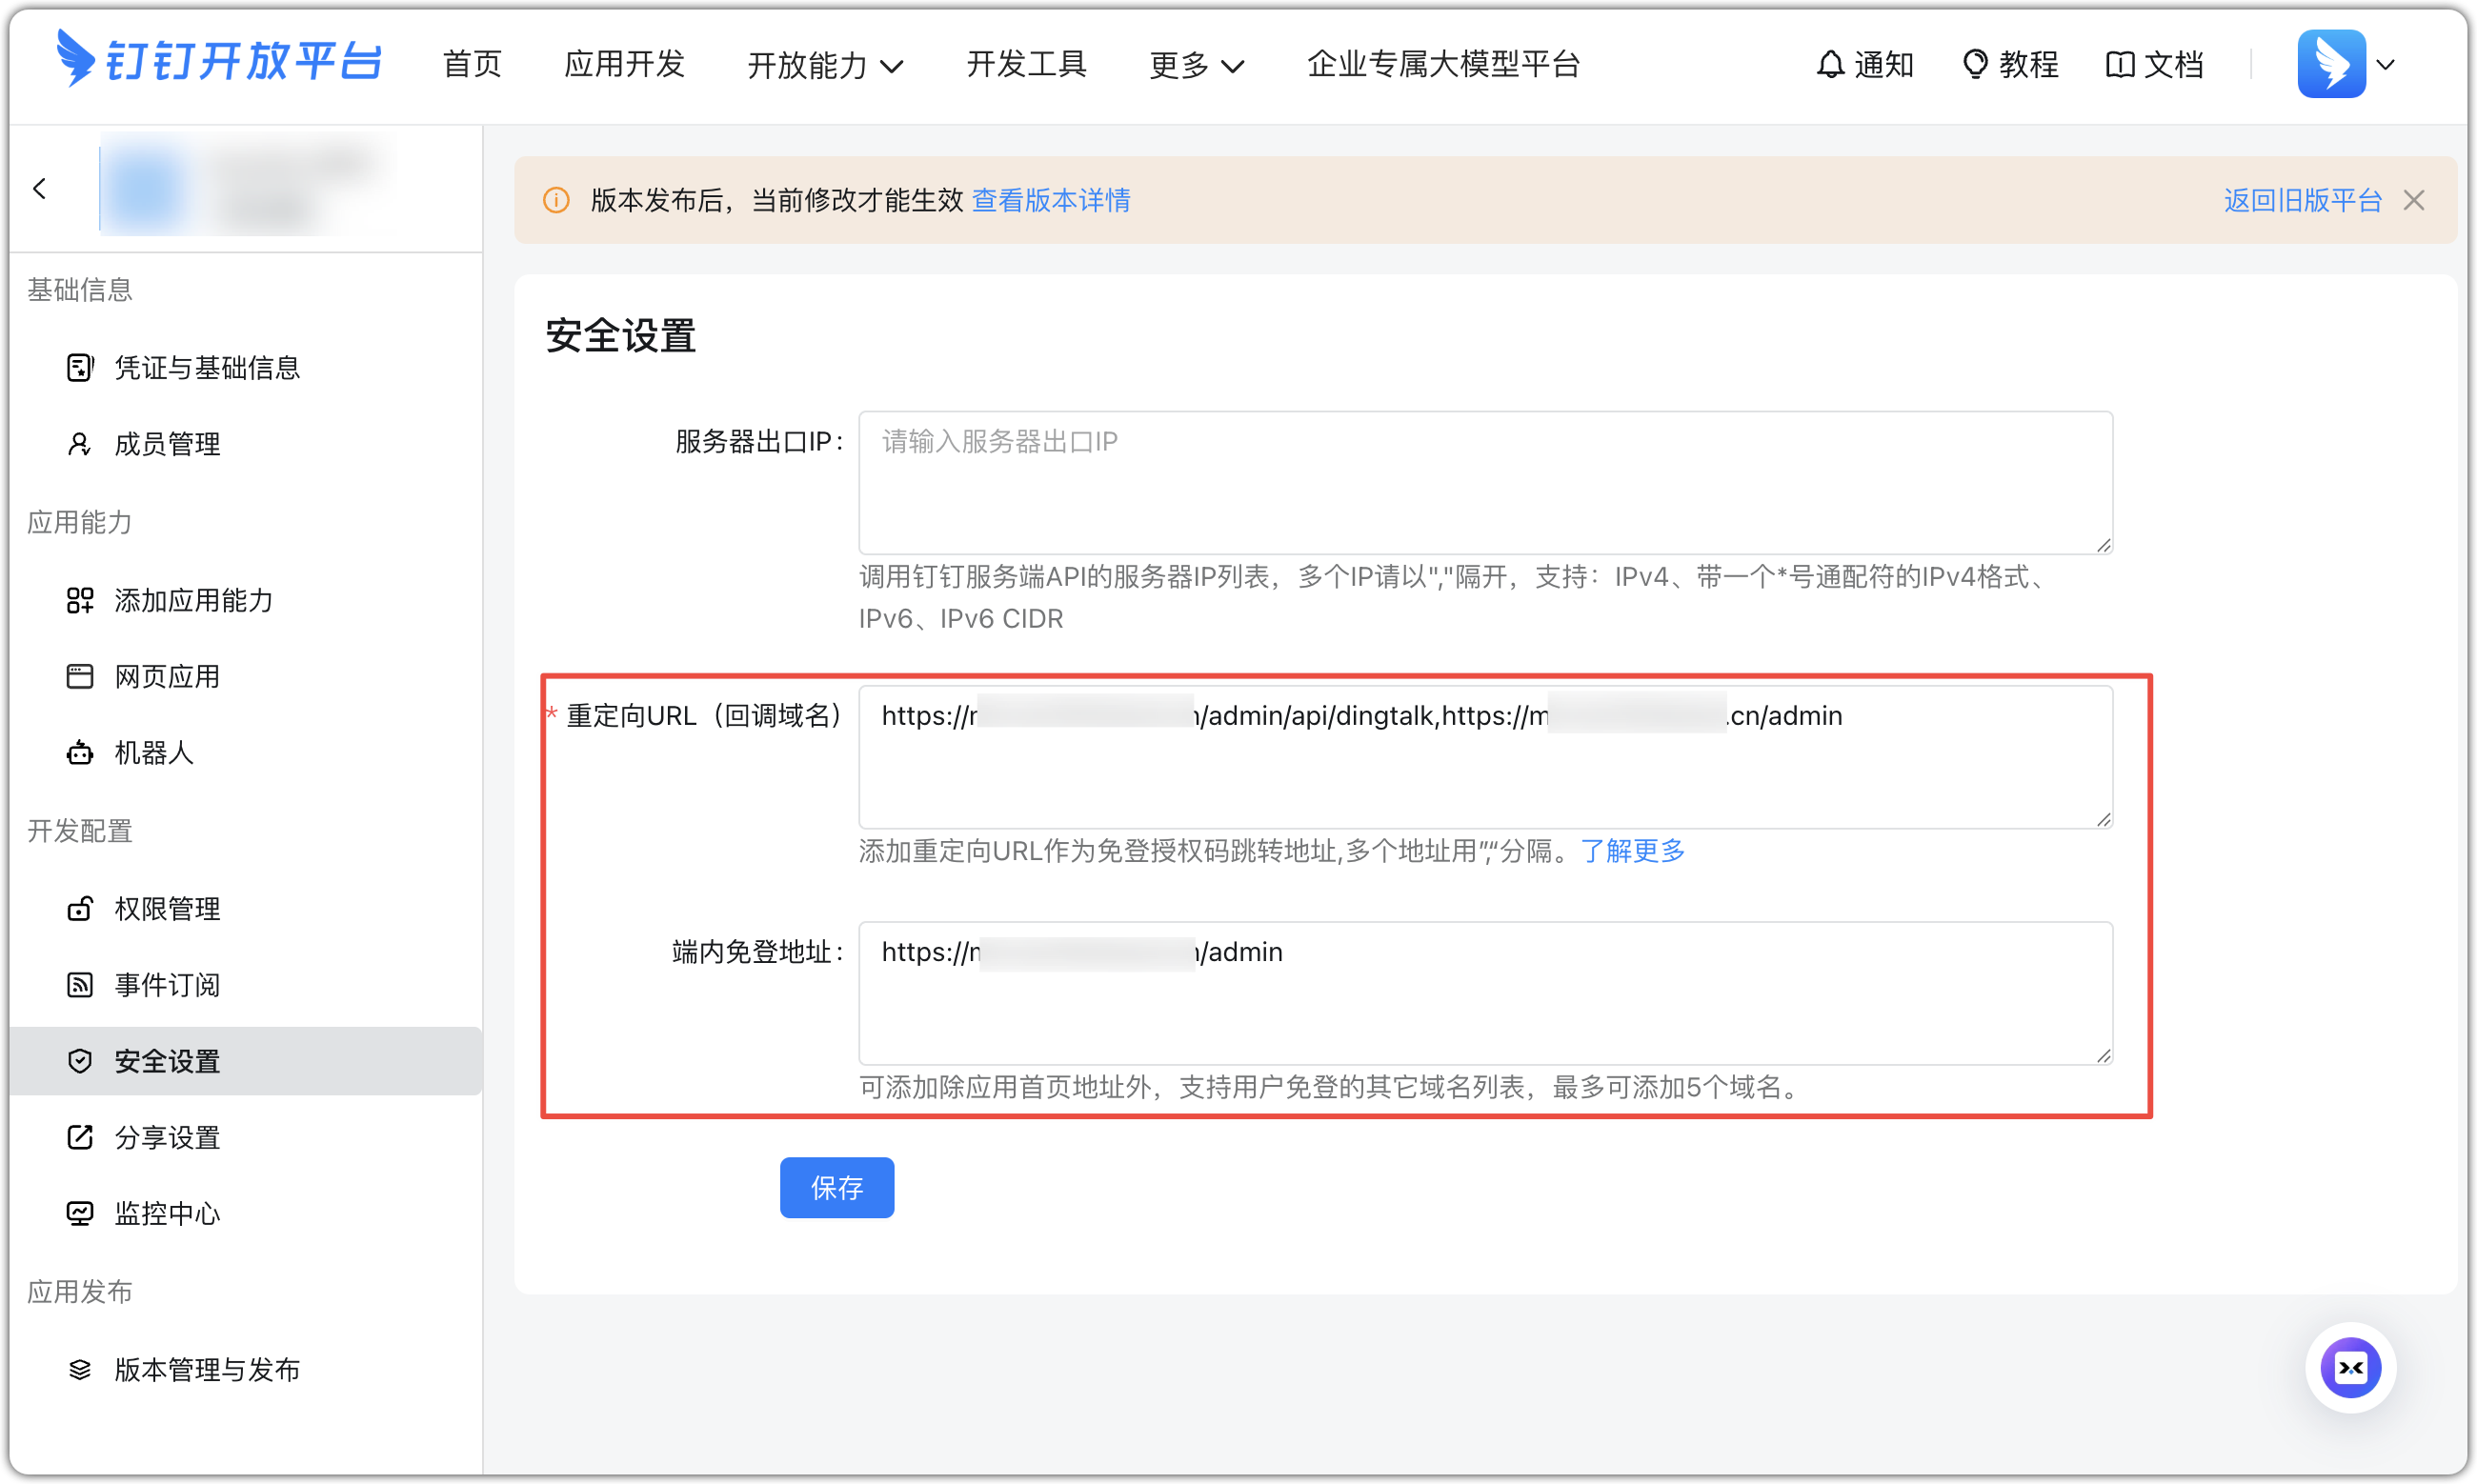 钉钉开放平台
首页 应用开发 开放能力 开发工具 更多 企业专属大模型平台 通知 教程 文档
版本发布后，当前修改才能生效 查看版本详情 返回旧版平台
基础信息
凭证与基础信息
成员管理
应用能力
添加应用能力
网页应用
机器人
开发配置
权限管理
事件订阅
安全设置
分享设置
监控中心
应用发布
版本管理与发布
安全设置
服务器出口IP： 请输入服务器出口IP
调用钉钉服务端API的服务器IP列表，多个IP请以","隔开，支持：IPv4、带一个*号通配符的IPv4格式、
IPv6、IPv6 CIDR
* 重定向URL（回调域名） https:// /admin/api/dingtalk,https://m .cn/admin
添加重定向URL作为免登授权码跳转地址,多个地址用”,“分隔。了解更多
端内免登地址： https:// /admin
可添加除应用首页地址外，支持用户免登的其它域名列表，最多可添加5个域名。
保存